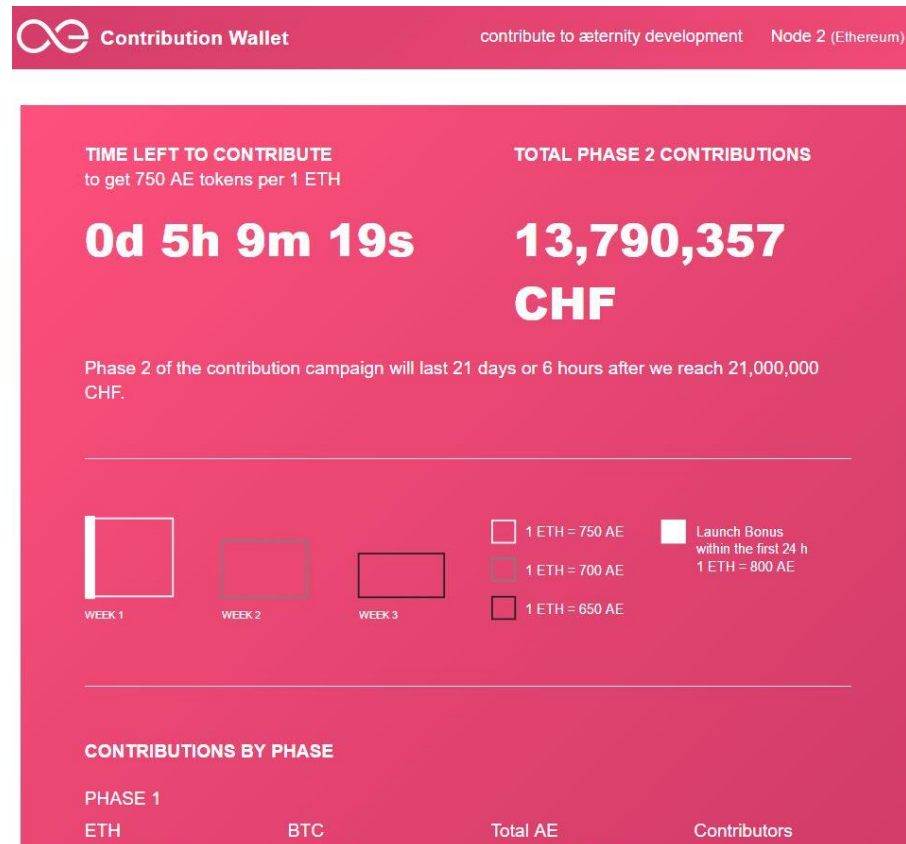 Contribution Wallet
contribute to æternity development
Node 2 (Ethereum)
TIME LEFT TO CONTRIBUTE
to get 750 AE tokens per 1 ETH
0d 5h 9m 19s
TOTAL PHASE 2 CONTRIBUTIONS
13,790,357
CHF
Phase 2 of the contribution campaign will last 21 days or 6 hours after we reach 21,000,000
CHF.
WEEK 1
WEEK 2
WEEK 3
1 ETH = 750 AE
1 ETH = 700 AE
1 ETH = 650 AE
Launch Bonus
within the first 24 h
1 ETH = 800 AE
CONTRIBUTIONS BY PHASE
PHASE 1
ETH
BTC
Total AE
Contributors